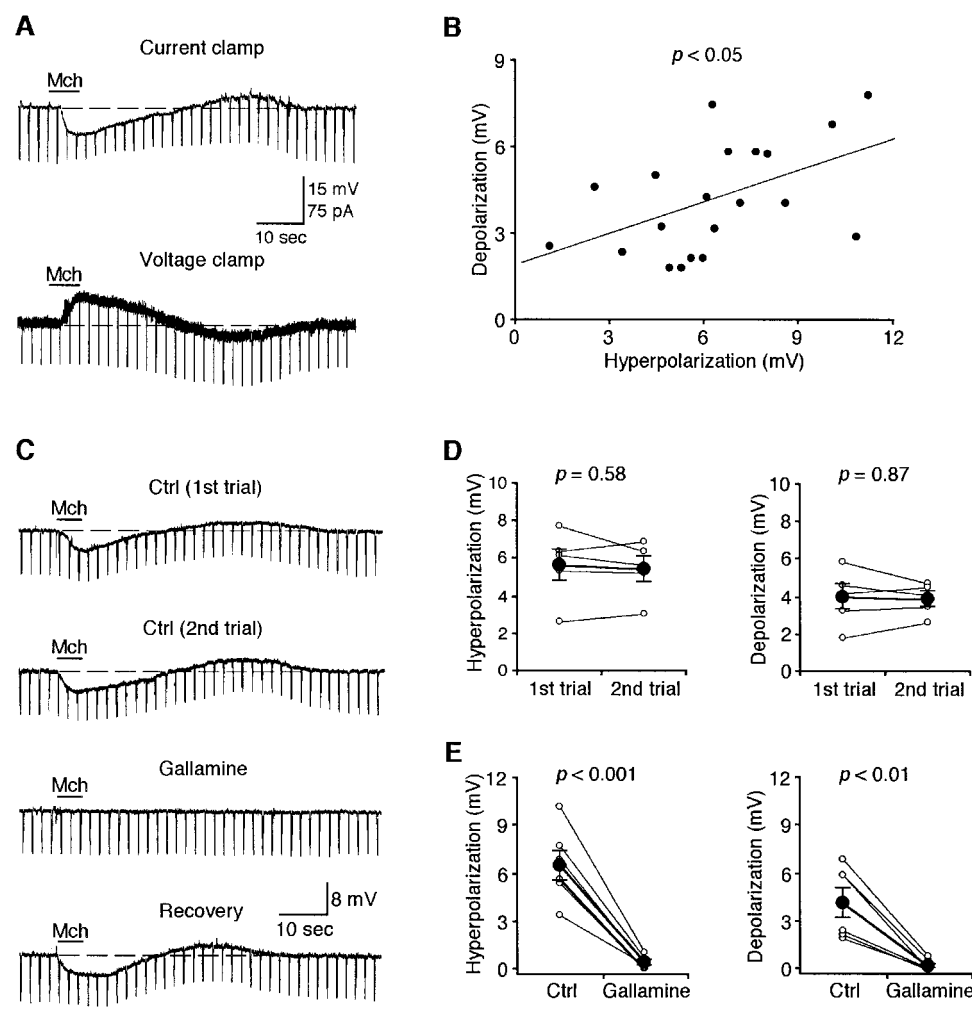 A
Current clamp
Mch
15 mV
75 pA
10 sec
Voltage clamp
Mch
B
p < 0.05
Depolarization (mV)
9
6
3
0
0 3 6 9 12
Hyperpolarization (mV)
C
Ctrl (1st trial)
Mch
Ctrl (2nd trial)
Mch
Gallamine
Mch
8 mV
10 sec
Recovery
Mch
D
p = 0.58
Hyperpolarization (mV)
10
8
6
4
2
0
1st trial 2nd trial
p = 0.87
Depolarization (mV)
10
8
6
4
2
0
1st trial 2nd trial
E
p < 0.001
Hyperpolarization (mV)
12
9
6
3
0
Ctrl Gallamine
p < 0.01
Depolarization (mV)
12
9
6
3
0
Ctrl Gallamine